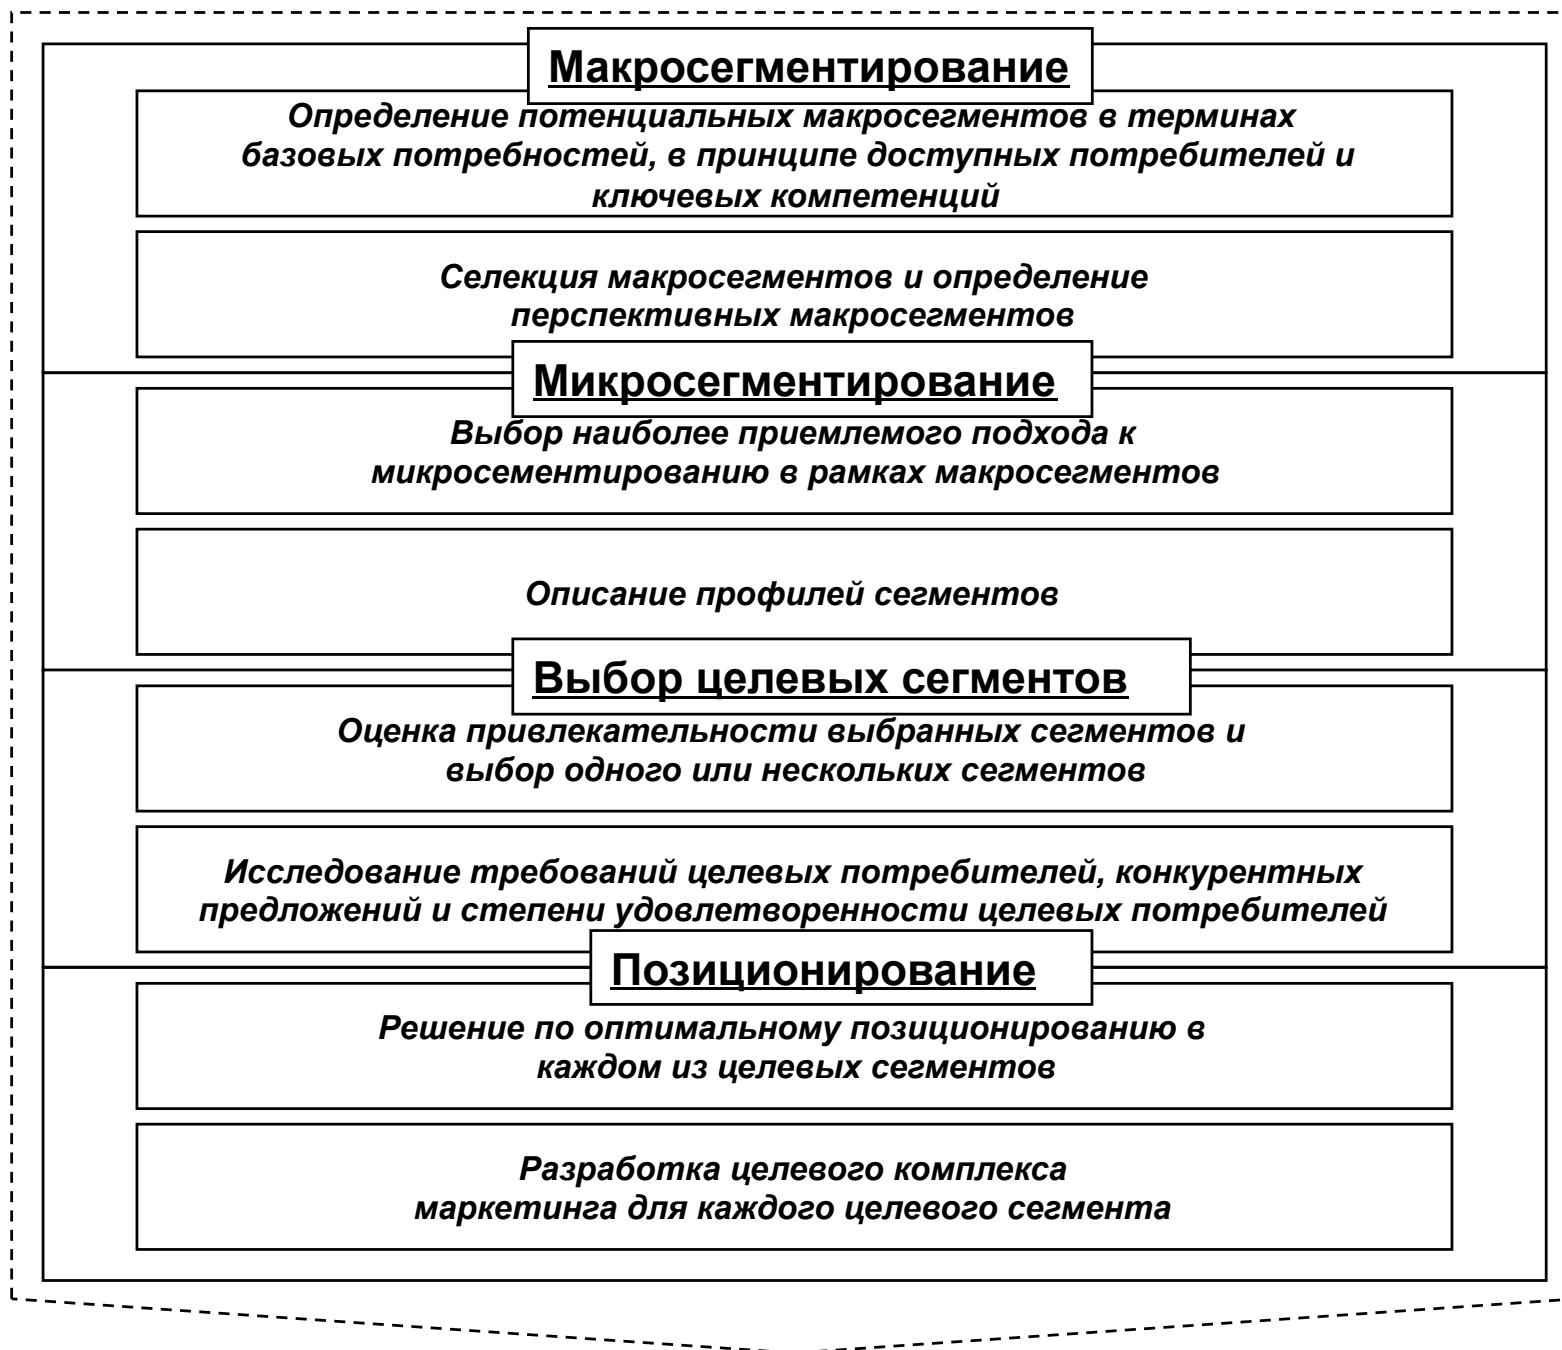 Макросегментирование
Определение потенциальных макросегментов в терминах
базовых потребностей, в принципе доступных потребителей и
ключевых компетенций
Селекция макросегментов и определение
перспективных макросегментов
Микросегментирование
Выбор наиболее приемлемого подхода к
микросементированию в рамках макросегментов
Описание профилей сегментов
Выбор целевых сегментов
Оценка привлекательности выбранных сегментов и
выбор одного или нескольких сегментов
Исследование требований целевых потребителей, конкурентных
предложений и степени удовлетворенности целевых потребителей
Позиционирование
Решение по оптимальному позиционированию в
каждом из целевых сегментов
Разработка целевого комплекса
маркетинга для каждого целевого сегмента